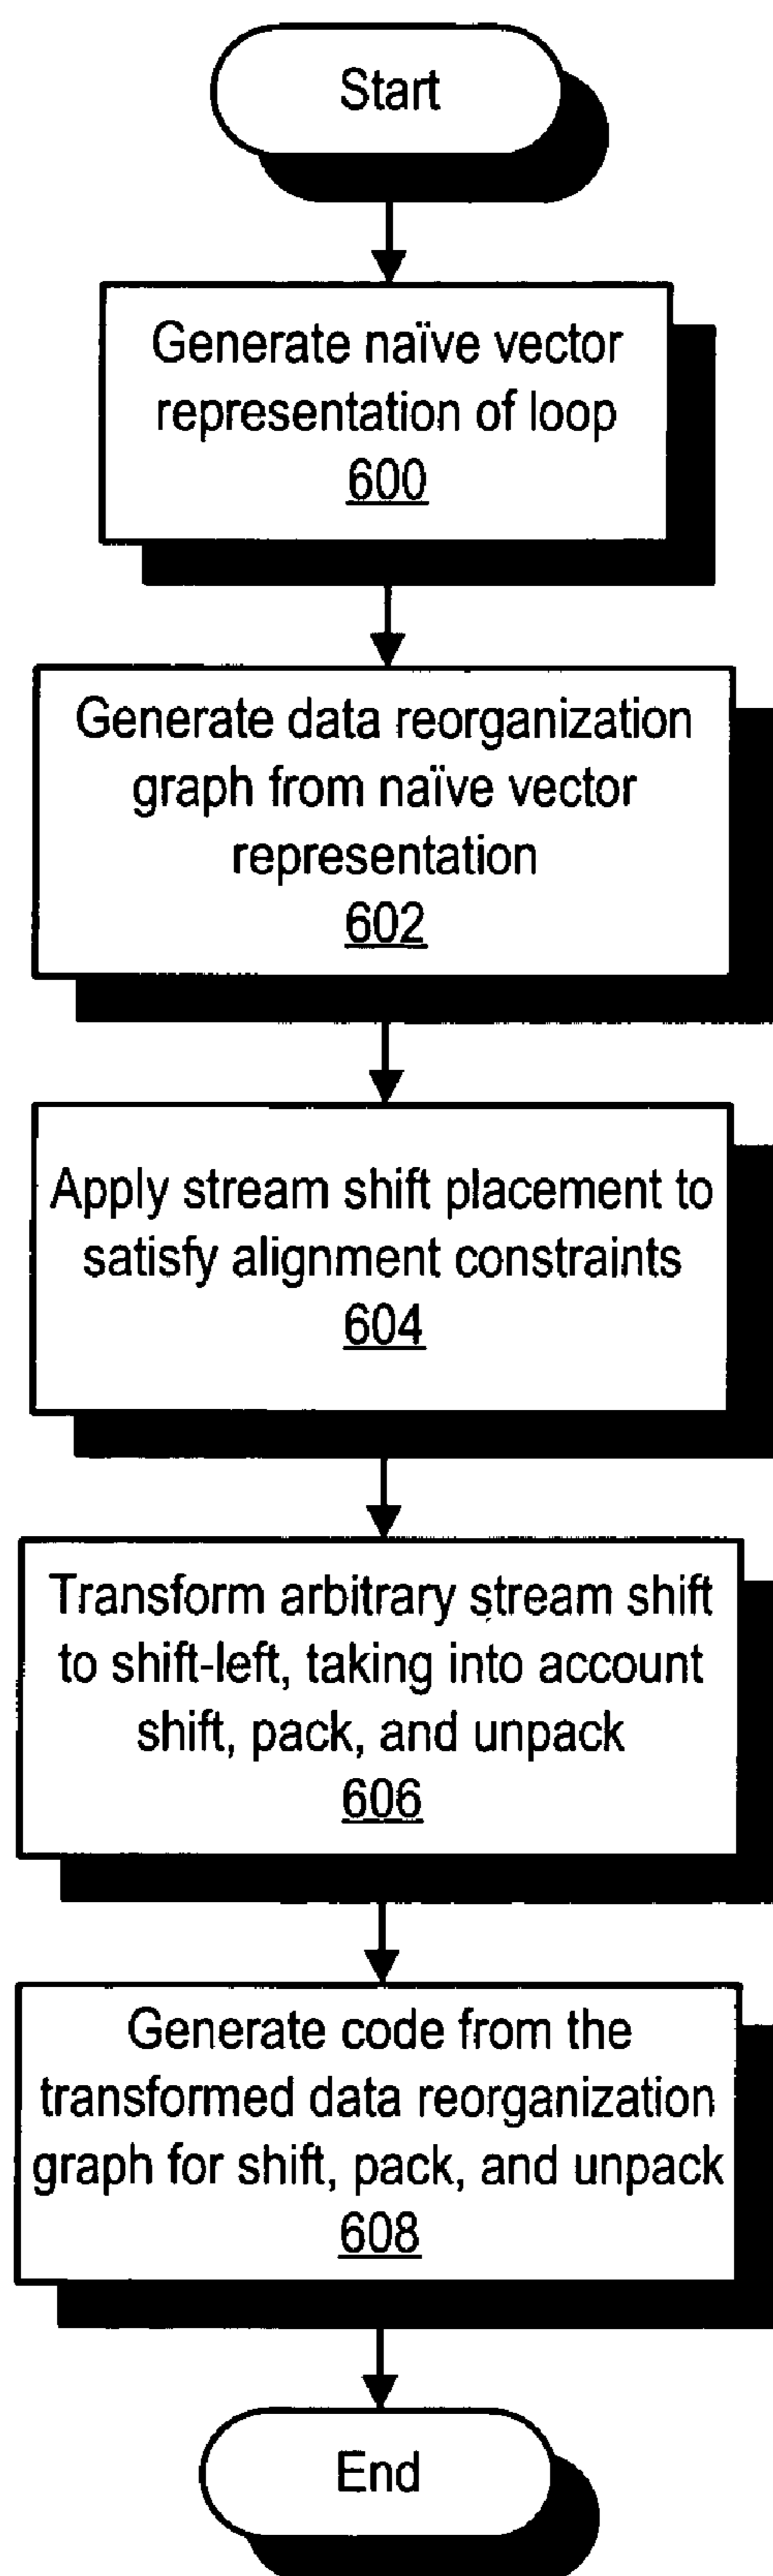 Start
Generate naïve vector
representation of loop
600
Generate data reorganization
graph from naïve vector
representation
602
Apply stream shift placement to
satisfy alignment constraints
604
Transform arbitrary stream shift
to shift-left, taking into account
shift, pack, and unpack
606
Generate code from the
transformed data reorganization
graph for shift, pack, and unpack
608
End